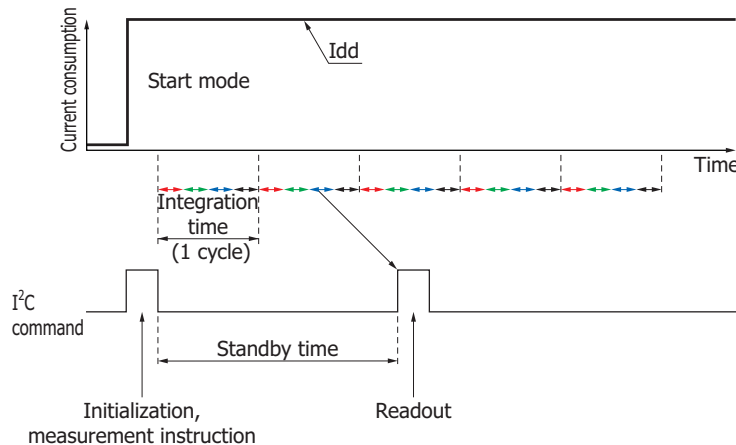 Current consumption
Idd
Start mode
Time
Integration
time
(1 cycle)
I²C
command
Standby time
Initialization,
measurement instruction
Readout